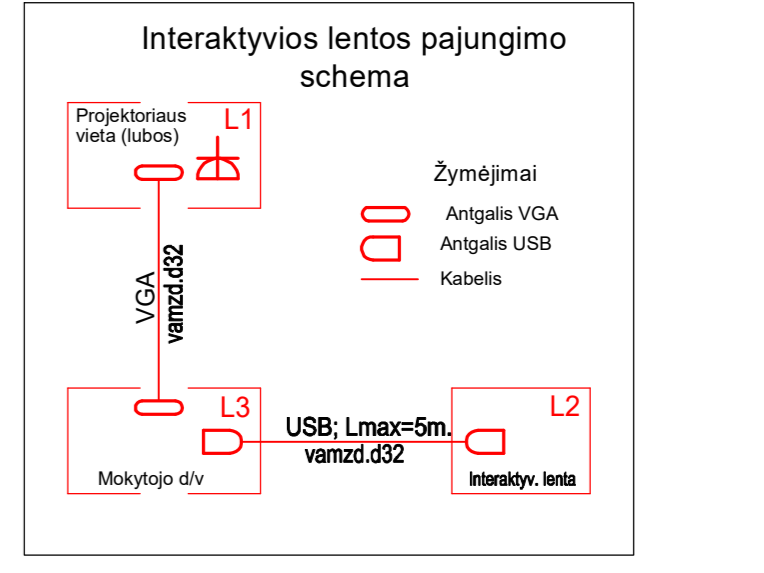 Interaktyvios lentos pajungimo
schema
Projektoriaus
vieta (lubos)
L1
Žymėjimai
Antgalis VGA
Antgalis USB
Kabelis
VGA
vamzd.d32
L3
USB; Lmax=5m.
vamzd.d32
L2
Mokytojo d/v
Interaktyv. lenta